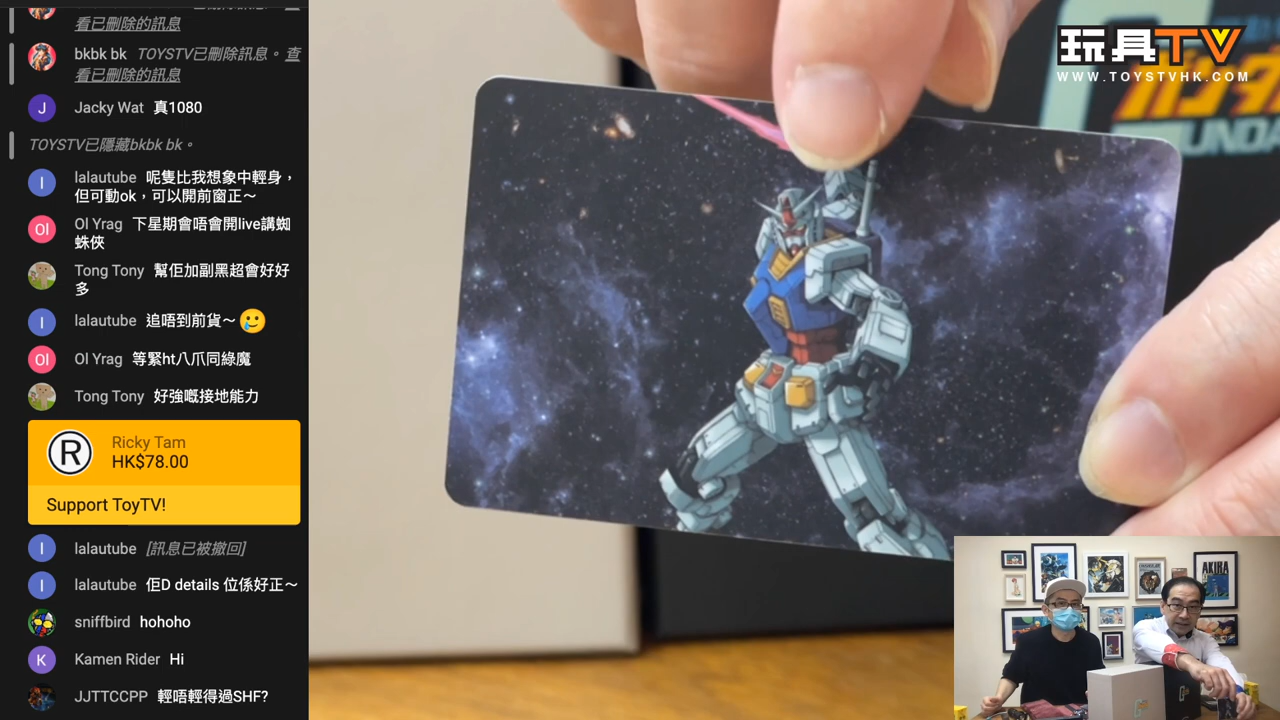 看已刪除的訊息
bkbk bk TOYSTV已刪除訊息。查
看已刪除的訊息
J Jacky Wat 真1080
TOYSTV已隱藏bkbk bk。
l lalautube 呢隻比我想象中輕身，
但可動ok，可以開前窗正～
Ol Ol Yrag 下星期會唔會開live講蜘
蛛俠
Tong Tony 幫佢加副黑超會好好
多
l lalautube 追唔到前貨～🥲
Ol Ol Yrag 等緊ht八爪同綠魔
Tong Tony 好強嘅接地能力
R Ricky Tam
HK$78.00
Support ToyTV!
l lalautube [訊息已被撤回]
l lalautube 佢D details 位係好正～
sniffbird hohoho
K Kamen Rider Hi
JJTTCCPP 輕唔輕得過SHF?
玩具TV
WWW.TOYSTVHK.COM
ガンダ
UNDA
AKIRA